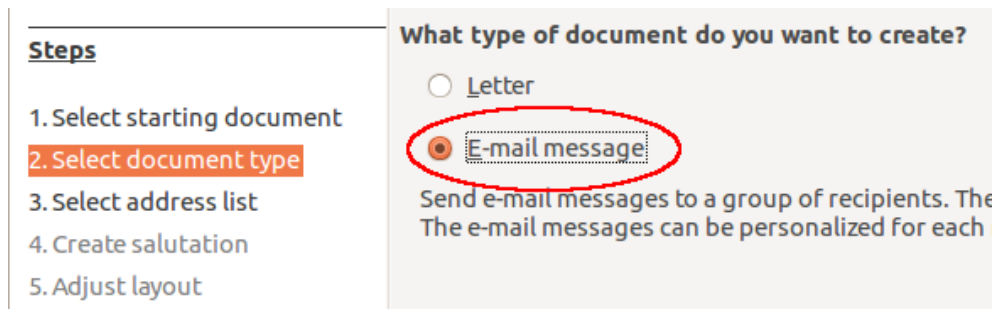 Steps
1. Select starting document
2. Select document type
3. Select address list
4. Create salutation
5. Adjust layout
What type of document do you want to create?
Letter
E-mail message
Send e-mail messages to a group of recipients. The
The e-mail messages can be personalized for each